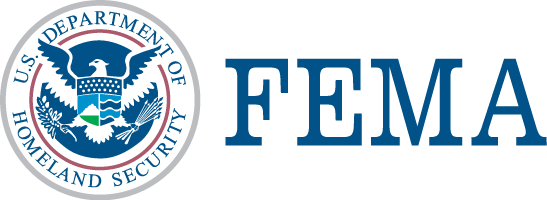 U.S. DEPARTMENT OF
HOMELAND SECURITY
FEMA